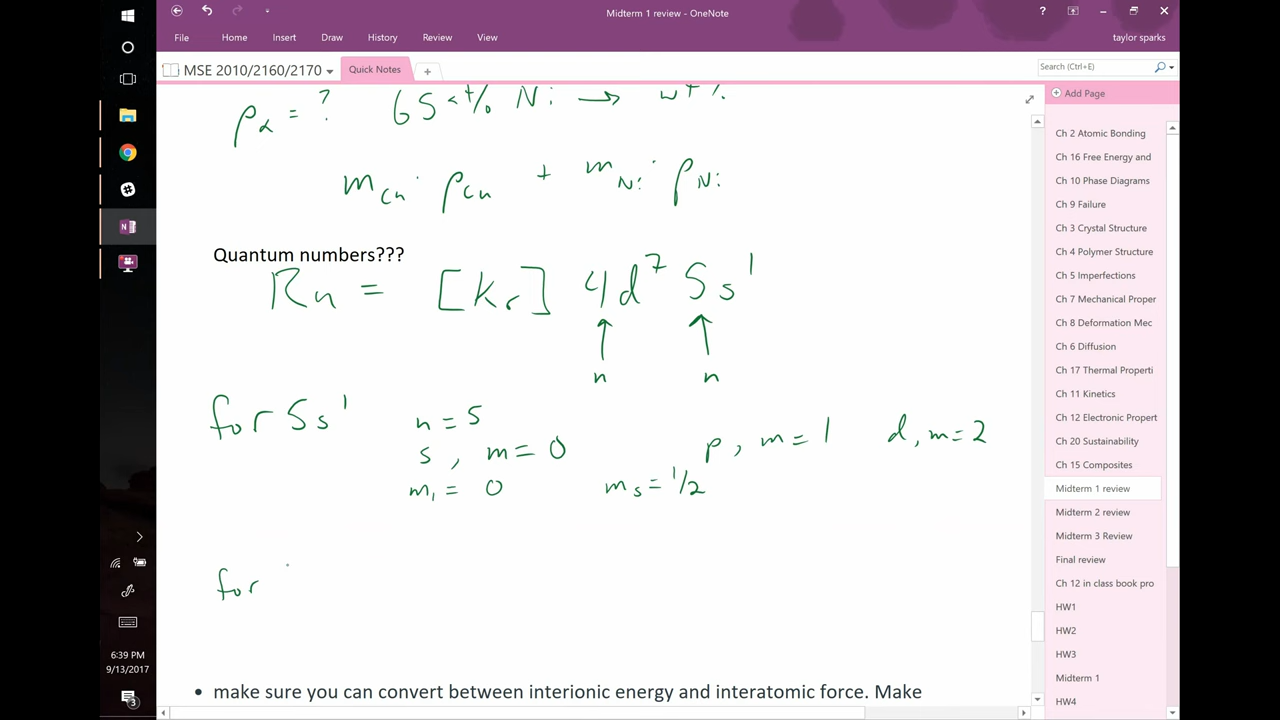 Midterm 1 review - OneNote
?
File Home Insert Draw History Review View
taylor sparks
MSE 2010/2160/2170
Quick Notes
+
Search (Ctrl+E)
Add Page
ρα = ? 65 at% Ni → wt%
m Cu · ρ Cu + m Ni · ρ Ni
Quantum numbers???
Ru = [Kr] 4d⁷ 5s¹
n n
for 5s¹ n = 5
s, m = 0 p, m = 1 d, m = 2
m₁ = 0 mₛ = 1/2
for
• make sure you can convert between interionic energy and interatomic force. Make
Ch 2 Atomic Bonding
Ch 16 Free Energy and
Ch 10 Phase Diagrams
Ch 9 Failure
Ch 3 Crystal Structure
Ch 4 Polymer Structure
Ch 5 Imperfections
Ch 7 Mechanical Proper
Ch 8 Deformation Mec
Ch 6 Diffusion
Ch 17 Thermal Properti
Ch 11 Kinetics
Ch 12 Electronic Propert
Ch 20 Sustainability
Ch 15 Composites
Midterm 1 review
Midterm 2 review
Midterm 3 Review
Final review
Ch 12 in class book pro
HW1
HW2
HW3
Midterm 1
HW4
6:39 PM
9/13/2017
3